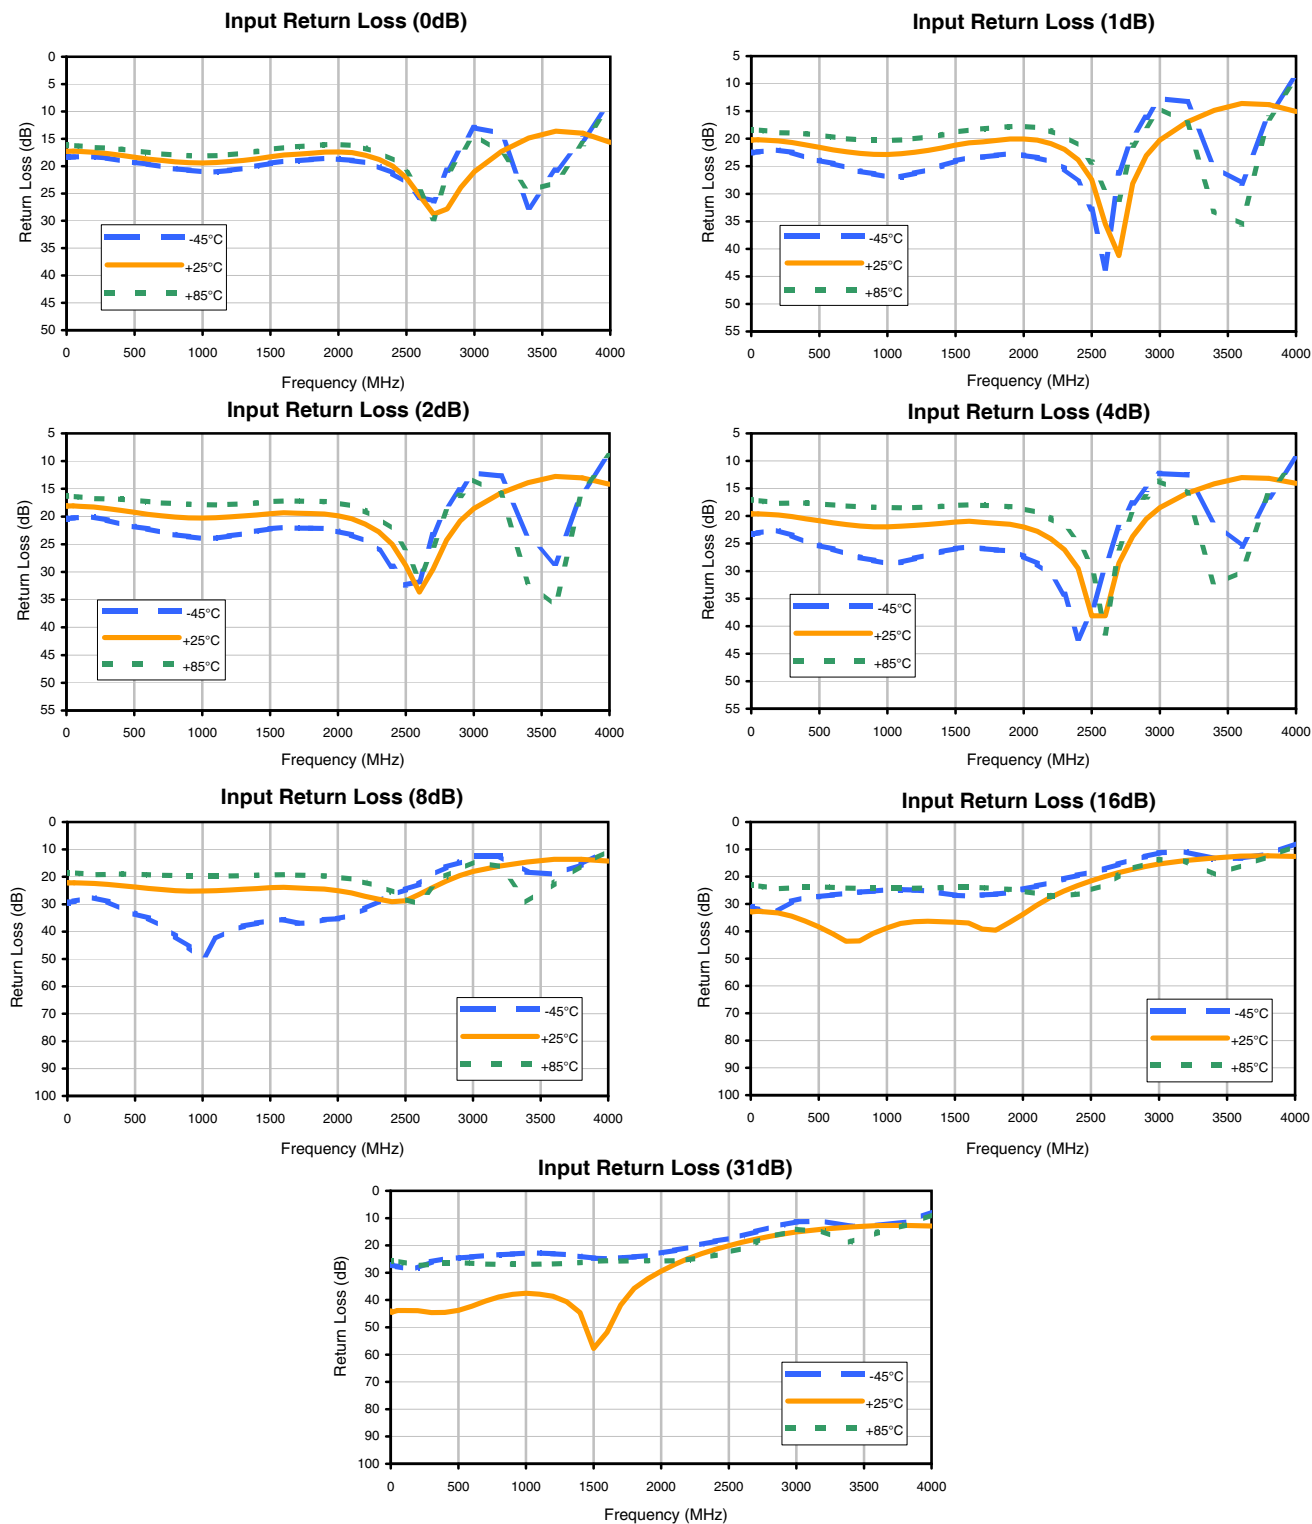 Input Return Loss (0dB)
0
5
10
15
20
25
30
35
40
45
50
Return Loss (dB)
-45°C
+25°C
+85°C
0 500 1000 1500 2000 2500 3000 3500 4000
Frequency (MHz)
Input Return Loss (1dB)
5
10
15
20
25
30
35
40
45
50
55
Return Loss (dB)
-45°C
+25°C
+85°C
0 500 1000 1500 2000 2500 3000 3500 4000
Frequency (MHz)
Input Return Loss (2dB)
5
10
15
20
25
30
35
40
45
50
55
Return Loss (dB)
-45°C
+25°C
+85°C
0 500 1000 1500 2000 2500 3000 3500 4000
Frequency (MHz)
Input Return Loss (4dB)
5
10
15
20
25
30
35
40
45
50
55
Return Loss (dB)
-45°C
+25°C
+85°C
0 500 1000 1500 2000 2500 3000 3500 4000
Frequency (MHz)
Input Return Loss (8dB)
0
10
20
30
40
50
60
70
80
90
100
Return Loss (dB)
-45°C
+25°C
+85°C
0 500 1000 1500 2000 2500 3000 3500 4000
Frequency (MHz)
Input Return Loss (16dB)
0
10
20
30
40
50
60
70
80
90
100
Return Loss (dB)
-45°C
+25°C
+85°C
0 500 1000 1500 2000 2500 3000 3500 4000
Frequency (MHz)
Input Return Loss (31dB)
0
10
20
30
40
50
60
70
80
90
100
Return Loss (dB)
-45°C
+25°C
+85°C
0 500 1000 1500 2000 2500 3000 3500 4000
Frequency (MHz)